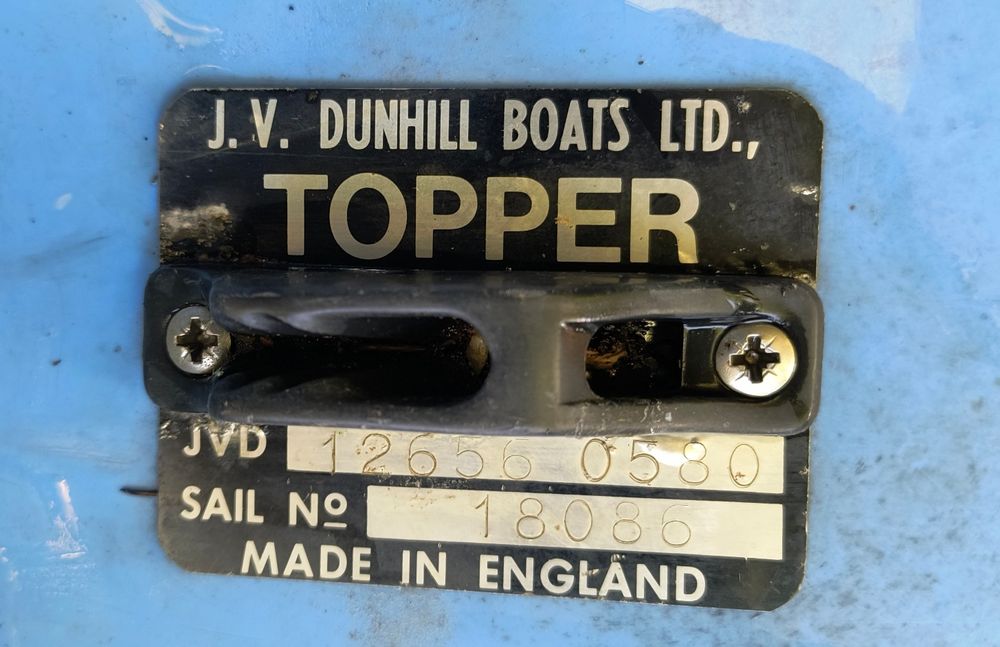 J. V. DUNHILL BOATS LTD.,
TOPPER
JVD 12656 0580
SAIL Nº 18086
MADE IN ENGLAND